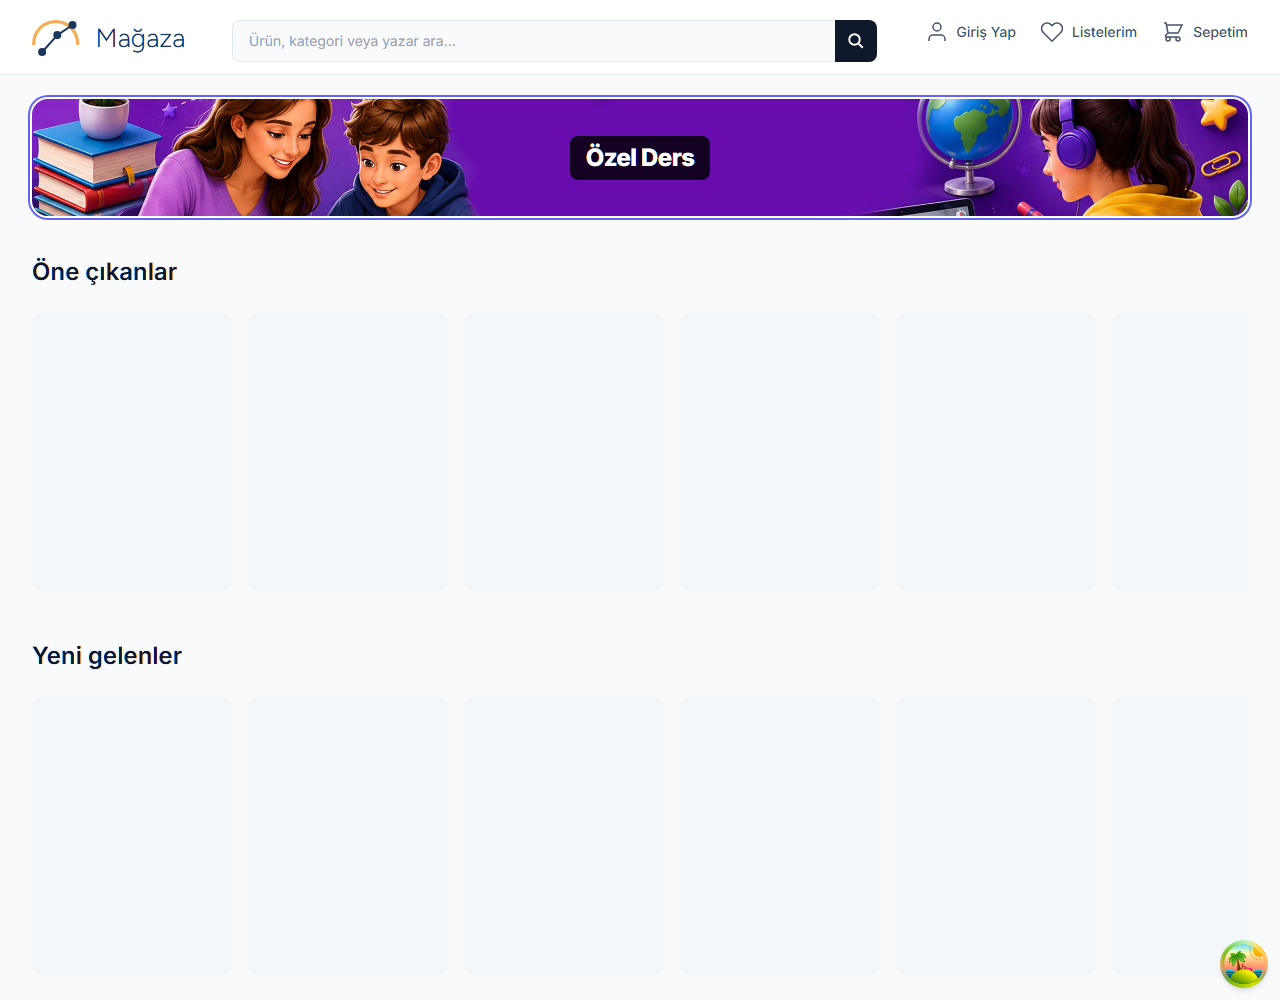 Mağaza
Ürün, kategori veya yazar ara...
Giriş Yap
Listelerim
Sepetim
Özel Ders
Öne çıkanlar
Yeni gelenler